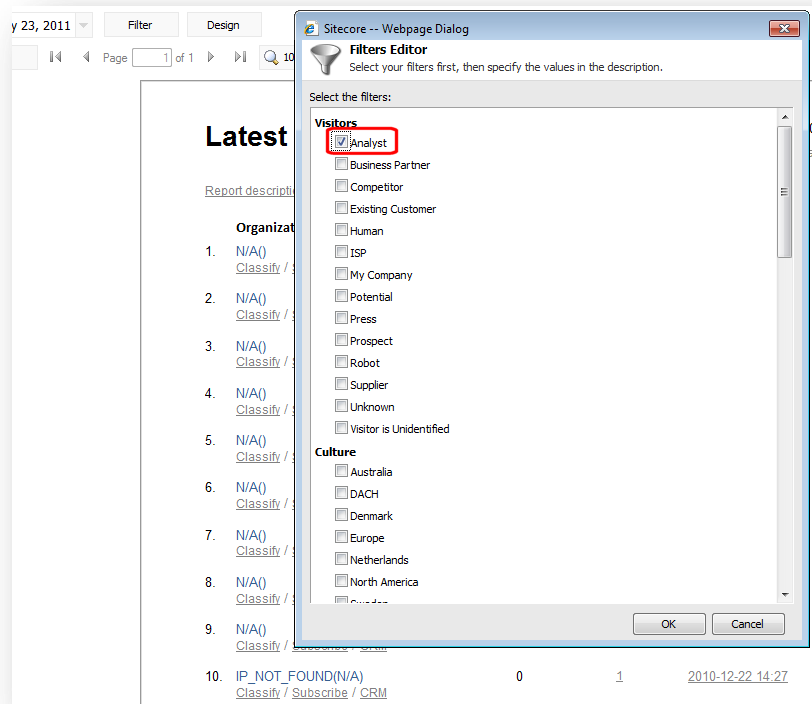 y 23, 2011 Filter Design
Page 1 of 1 10
Sitecore -- Webpage Dialog
Filters Editor
Select your filters first, then specify the values in the description.
Select the filters:
Visitors
Analyst
Business Partner
Competitor
Existing Customer
Human
ISP
My Company
Potential
Press
Prospect
Robot
Supplier
Unknown
Visitor is Unidentified
Culture
Australia
DACH
Denmark
Europe
Netherlands
North America
Sweden
OK Cancel
Latest
Report descripti
Organizat
1. N/A()
Classify /
2. N/A()
Classify /
3. N/A()
Classify /
4. N/A()
Classify /
5. N/A()
Classify /
6. N/A()
Classify /
7. N/A()
Classify /
8. N/A()
Classify /
9. N/A()
Classify / Subscribe / CRM
10. IP_NOT_FOUND(N/A) 0 1 2010-12-22 14:27
Classify / Subscribe / CRM